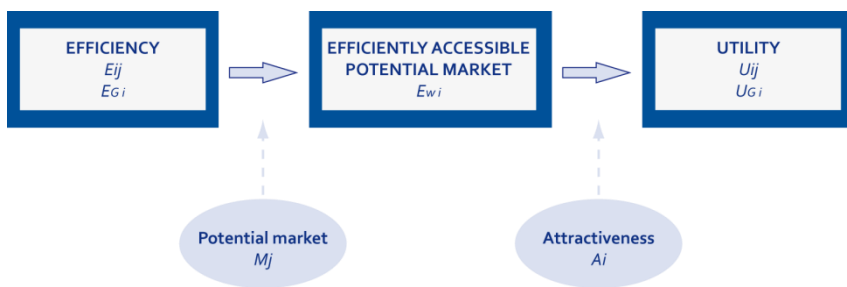 EFFICIENCY
Eij
EG i
EFFICIENTLY ACCESSIBLE
POTENTIAL MARKET
Ew i
UTILITY
Uij
UG i
Potential market
Mj
Attractiveness
Ai